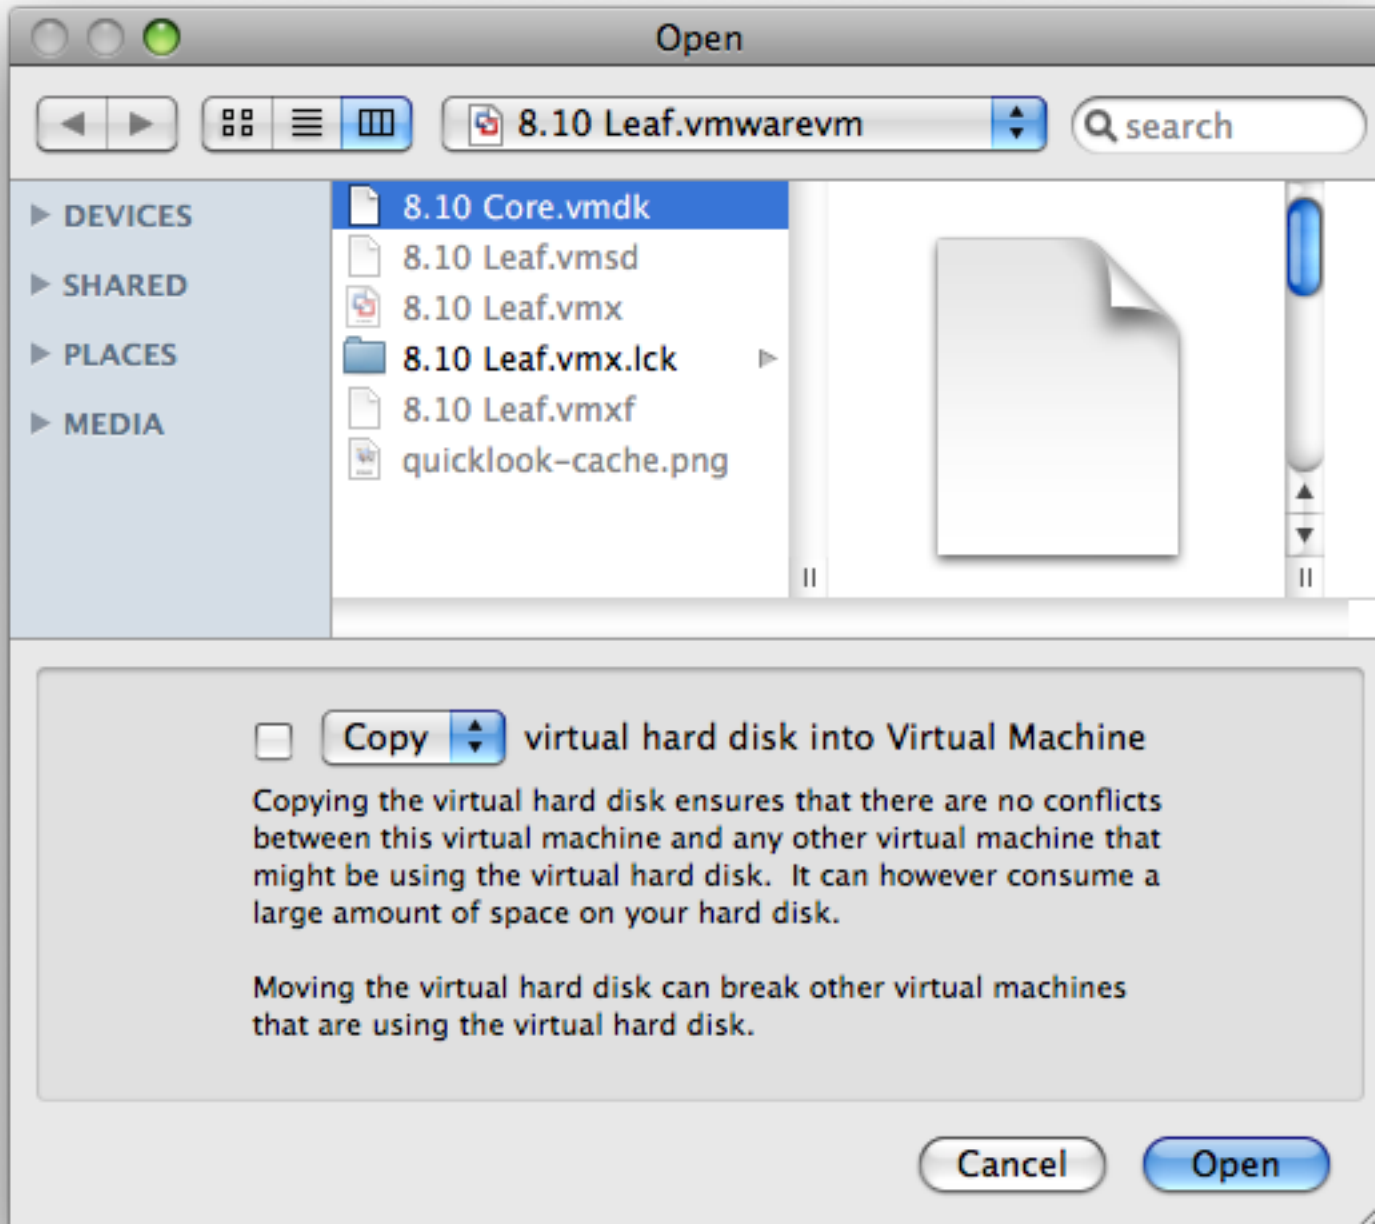 Open
8.10 Leaf.vmwarevm
search
DEVICES
SHARED
PLACES
MEDIA
8.10 Core.vmdk
8.10 Leaf.vmsd
8.10 Leaf.vmx
8.10 Leaf.vmx.lck
8.10 Leaf.vmxf
quicklook-cache.png
Copy virtual hard disk into Virtual Machine
Copying the virtual hard disk ensures that there are no conflicts
between this virtual machine and any other virtual machine that
might be using the virtual hard disk. It can however consume a
large amount of space on your hard disk.
Moving the virtual hard disk can break other virtual machines
that are using the virtual hard disk.
Cancel
Open